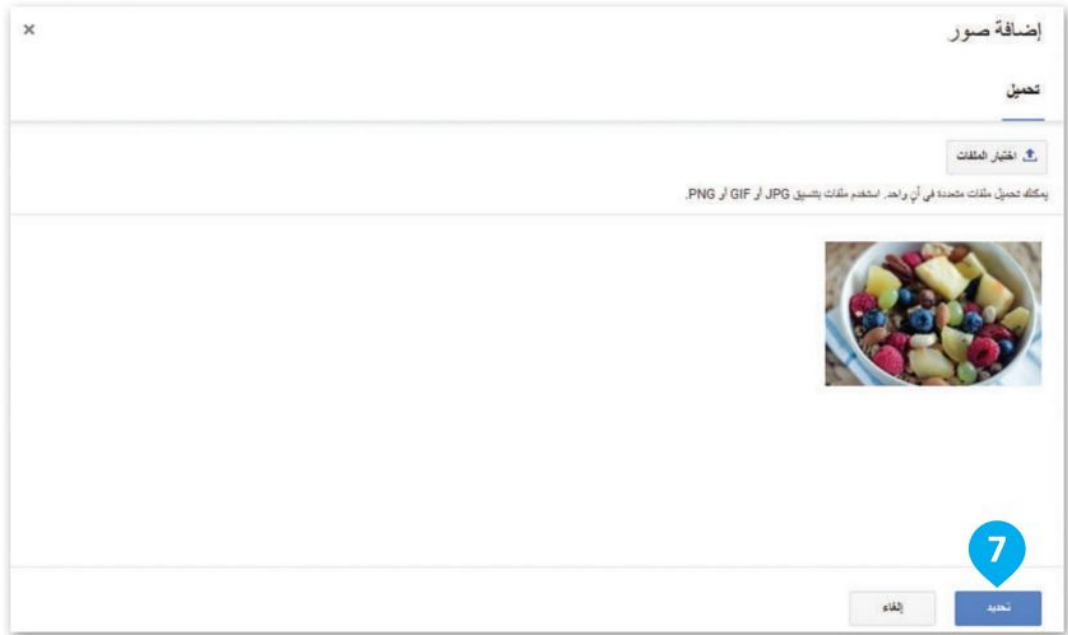 إضافة صور
×
تحميل
اختيار الملفات
يمكنك تحميل ملفات متعددة في آنٍ واحد. استخدم ملفات بتنسيق JPG أو GIF أو PNG.
7
تحديد
إلغاء